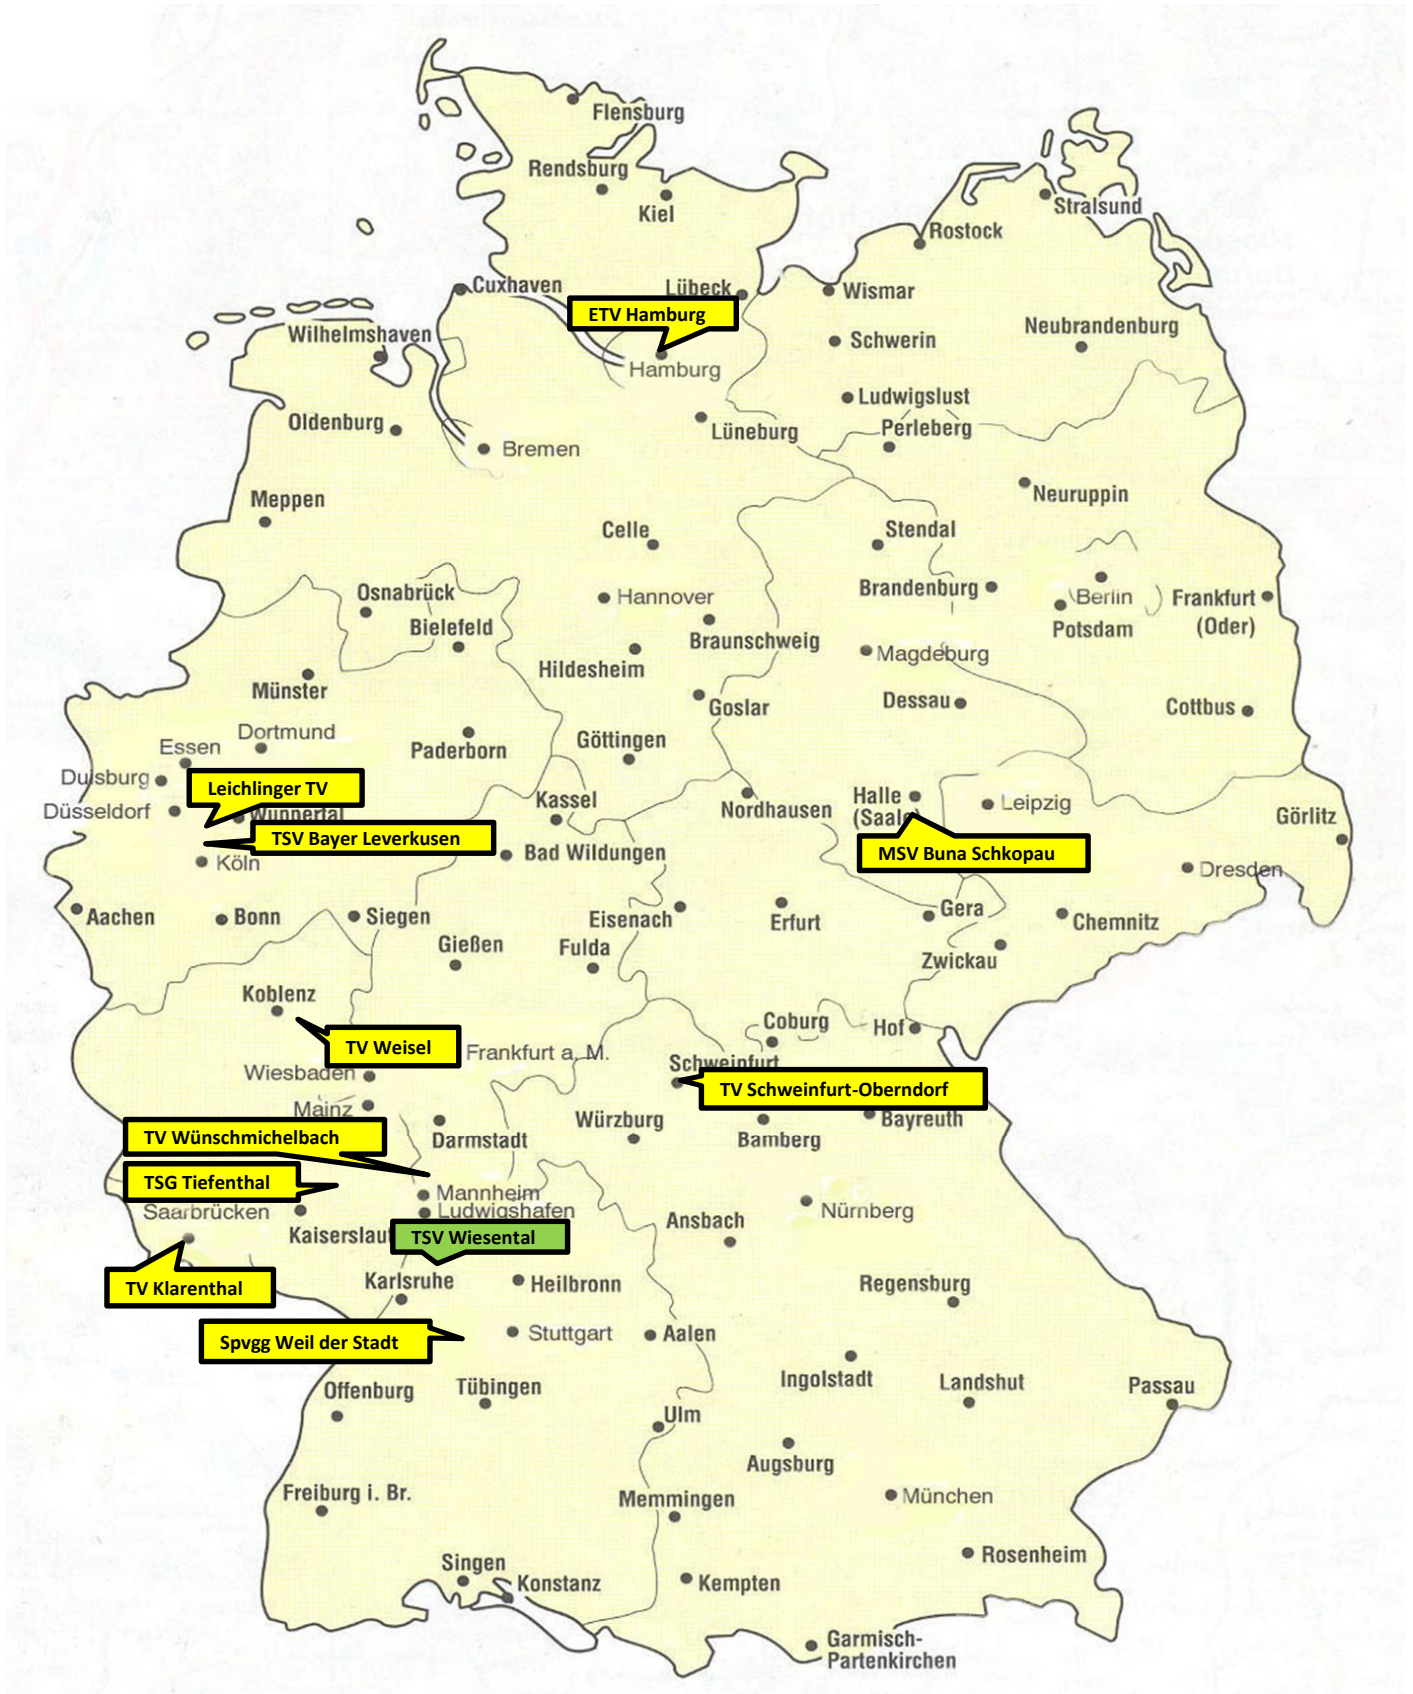 Flensburg
Rendsburg
Kiel
Stralsund
Rostock
Cuxhaven
Lübeck
Wismar
ETV Hamburg
Wilhelmshaven
Schwerin
Neubrandenburg
Hamburg
Ludwigslust
Oldenburg
Lüneburg
Perleberg
Bremen
Meppen
Neuruppin
Celle
Stendal
Osnabrück
Hannover
Brandenburg
Berlin
Frankfurt
(Oder)
Bielefeld
Braunschweig
Potsdam
Hildesheim
Magdeburg
Münster
Goslar
Dessau
Cottbus
Dortmund
Essen
Paderborn
Göttingen
Duisburg
Leichlinger TV
Düsseldorf
Wuppertal
Kassel
Nordhausen
Halle
(Saale)
Leipzig
Görlitz
TSV Bayer Leverkusen
Köln
Bad Wildungen
MSV Buna Schkopau
Dresden
Aachen
Bonn
Siegen
Eisenach
Erfurt
Gera
Chemnitz
Gießen
Fulda
Zwickau
Koblenz
Coburg
Hof
TV Weisel
Frankfurt a. M.
Schweinfurt
Wiesbaden
TV Schweinfurt-Oberndorf
Mainz
Würzburg
Bayreuth
TV Wünschmichelbach
Darmstadt
Bamberg
TSG Tiefenthal
Mannheim
Saarbrücken
Ludwigshafen
Nürnberg
Kaiserslaut
TSV Wiesental
Ansbach
TV Klarenthal
Karlsruhe
Heilbronn
Regensburg
Spvgg Weil der Stadt
Stuttgart
Aalen
Offenburg
Tübingen
Ingolstadt
Landshut
Passau
Ulm
Augsburg
Freiburg i. Br.
Memmingen
München
Singen
Konstanz
Kempten
Rosenheim
Garmisch-
Partenkirchen